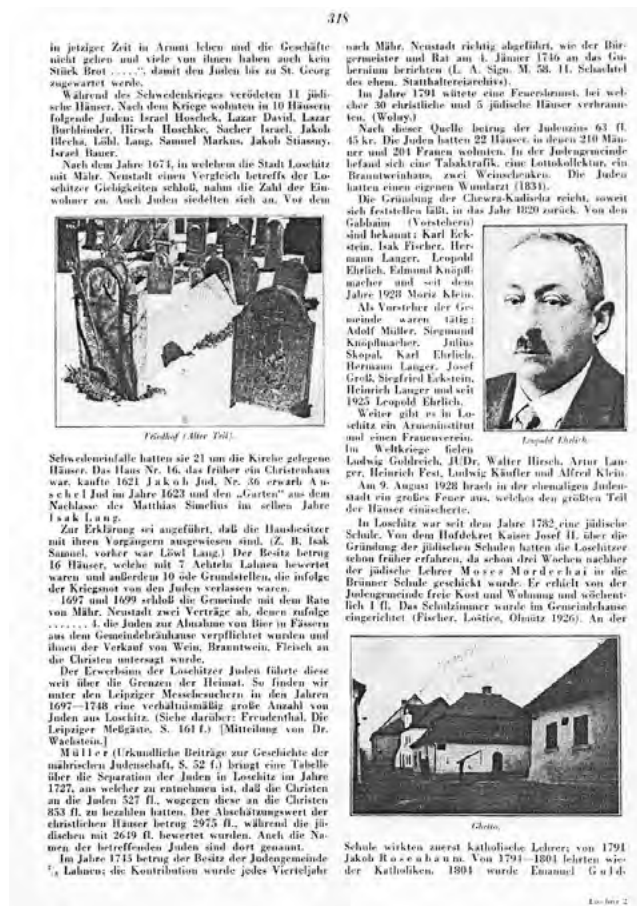 318
in jetziger Zeit in Armut leben und die Geschäfte
nicht gehen und viele von ihnen haben auch kein
Stück Brot .....", damit den Juden bis zu St. Georg
zugewartet werde.
Während des Schwedenkrieges verödeten 11 jüdi-
sche Häuser. Nach dem Kriege wohnten in 10 Häusern
folgende Juden: Israel Hoschek, Lazar David, Lazar
Buchbinder, Hirsch Hoschke, Sacher Israel, Jakob
Blecha, Löbl. Lang, Samuel Markus, Jakob Stiassny,
Israel Bauer.
Nach dem Jahre 1674, in welchem die Stadt Loschitz
mit Mähr. Neustadt einen Vergleich betreffs der Lo-
schitzer Giebigkeiten schloß, nahm die Zahl der Ein-
wohner zu. Auch Juden siedelten sich an. Vor dem
Friedhof (Alter Teil).
Schwedeneinfalle hatten sie 21 um die Kirche gelegene
Häuser. Das Haus Nr. 16, das früher ein Christenhaus
war, kaufte 1621 Jakob Jud, Nr. 36 erwarb An-
schel Jud im Jahre 1623 und den „Garten" aus dem
Nachlasse des Matthias Simelius im selben Jahre
Isak Lang.
Zur Erklärung sei angeführt, daß die Hausbesitzer
mit ihren Vorgängern ausgewiesen sind. (Z. B. Isak
Samuel, vorher war Löwl Lang.) Der Besitz betrug
16 Häuser, welche mit 7 Achteln Lahnen bewertet
waren und außerdem 10 öde Grundstellen, die infolge
der Kriegsnot von den Juden verlassen waren.
1697 und 1699 schloß die Gemeinde mit dem Rate
von Mähr. Neustadt zwei Verträge ab, denen zufolge
....... 4. die Juden zur Abnahme von Bier in Fässern
aus dem Gemeindebräuhause verpflichtet wurden und
ihnen der Verkauf von Wein, Branntwein, Fleisch an
die Christen untersagt wurde.
Der Erwerbsinn der Loschitzer Juden führte diese
weit über die Grenzen der Heimat. So finden wir
unter den Leipziger Messebesuchern in den Jahren
1697—1748 eine verhältnismäßig große Anzahl von
Juden aus Loschitz. (Siehe darüber: Freudenthal, Die
Leipziger Meßgäste, S. 161 f.) [Mitteilung von Dr.
Wachstein.]
Müller (Urkundliche Beiträge zur Geschichte der
mährischen Judenschaft, S. 52 f.) bringt eine Tabelle
über die Separation der Juden in Loschitz im Jahre
1727, aus welcher zu entnehmen ist, daß die Christen
an die Juden 527 fl., wogegen diese an die Christen
853 fl. zu bezahlen hatten. Der Abschätzungswert der
christlichen Häuser betrug 2975 fl., während die jü-
dischen mit 2649 fl. bewertet wurden. Auch die Na-
men der betreffenden Juden sind dort genannt.
Im Jahre 1745 betrug der Besitz der Judengemeinde
/8 Lahnen; die Kontribution wurde jedes Vierteljahr
nach Mähr. Neustadt richtig abgeführt, wie der Bür-
germeister und Rat am 4. Jänner 1746 an das Gu-
bernium berichten (L. A. Sign. M. 58. 11. Schachtel
des ehem. Statthaltereiarchivs).
Im Jahre 1791 wütete eine Feuersbrunst, bei wel-
cher 30 christliche und 5 jüdische Häuser verbrann-
ten. (Wolny.)
Nach dieser Quelle betrug der Judenzins 63 fl.
45 kr. Die Juden hatten 22 Häuser, in denen 210 Män-
ner und 204 Frauen wohnten. In der Judengemeinde
befand sich eine Tabaktrafik, eine Lottokollektur, ein
Branntweinhaus, zwei Weinschenken. Die Juden
hatten einen eigenen Wundarzt (1834).
Die Gründung der Chewra-Kadischa reicht, soweit
sich feststellen läßt, in das Jahr 1820 zurück. Von den
Gabbaim (Vorstehern)
sind bekannt: Karl Eck-
stein, Isak Fischer, Her-
mann Langer, Leopold
Ehrlich, Edmund Knöpfl-
macher und seit dem
Jahre 1928 Moriz Klein.
Als Vorsteher der Ge-
meinde waren tätig:
Adolf Müller, Siegmund
Knöpflmacher, Julius
Skopal, Karl Ehrlich,
Hermann Langer, Josef
Groß, Siegfried Eckstein,
Heinrich Langer und seit
1925 Leopold Ehrlich.
Weiter gibt es in Lo-
schitz ein Armeninstitut
und einen Frauenverein.
Im Weltkriege fielen
Leopold Ehrlich.
Ludwig Goldreich, JUDr. Walter Hirsch, Artur Lan-
ger, Heinrich Fest, Ludwig Käufler und Alfred Klein.
Am 9. August 1928 brach in der ehemaligen Juden-
stadt ein großes Feuer aus, welches den größten Teil
der Häuser einäscherte.
In Loschitz war seit dem Jahre 1782 eine jüdische
Schule. Von dem Hofdekret Kaiser Josef II. über die
Gründung der jüdischen Schulen hatten die Loschitzer
schon früher erfahren, da schon drei Wochen nachher
der jüdische Lehrer Mose Mordechai in die
Brünner Schule geschickt wurde. Er erhielt von der
Judengemeinde freie Kost und Wohnung und wöchent-
lich 1 fl. Das Schulzimmer wurde im Gemeindehause
eingerichtet (Fischer, Loštice, Olmütz 1926). An der
Ghetto.
Schule wirkten zuerst katholische Lehrer; von 1791
Jakob Rosenbaum. Von 1794—1804 lehrten wie-
der Katholiken. 1804 wurde Emanuel Gold-
Loschitz 2